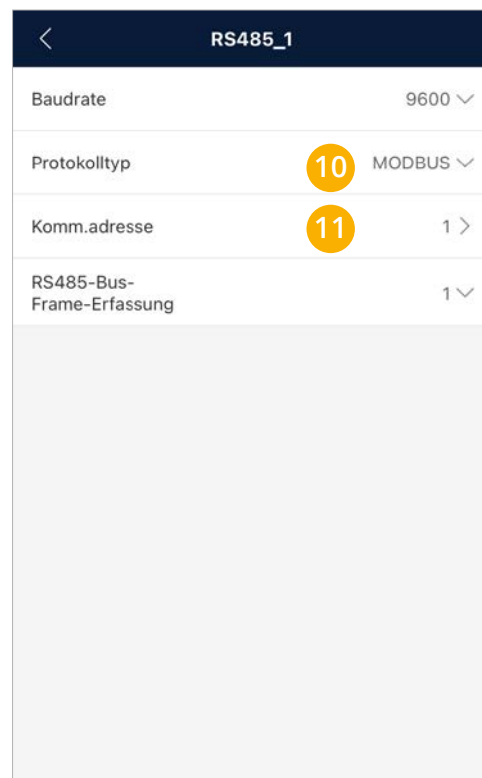 RS485_1
Baudrate 9600
Protokolltyp 10 MODBUS
Komm.adresse 11 1
RS485-Bus-
Frame-Erfassung 1